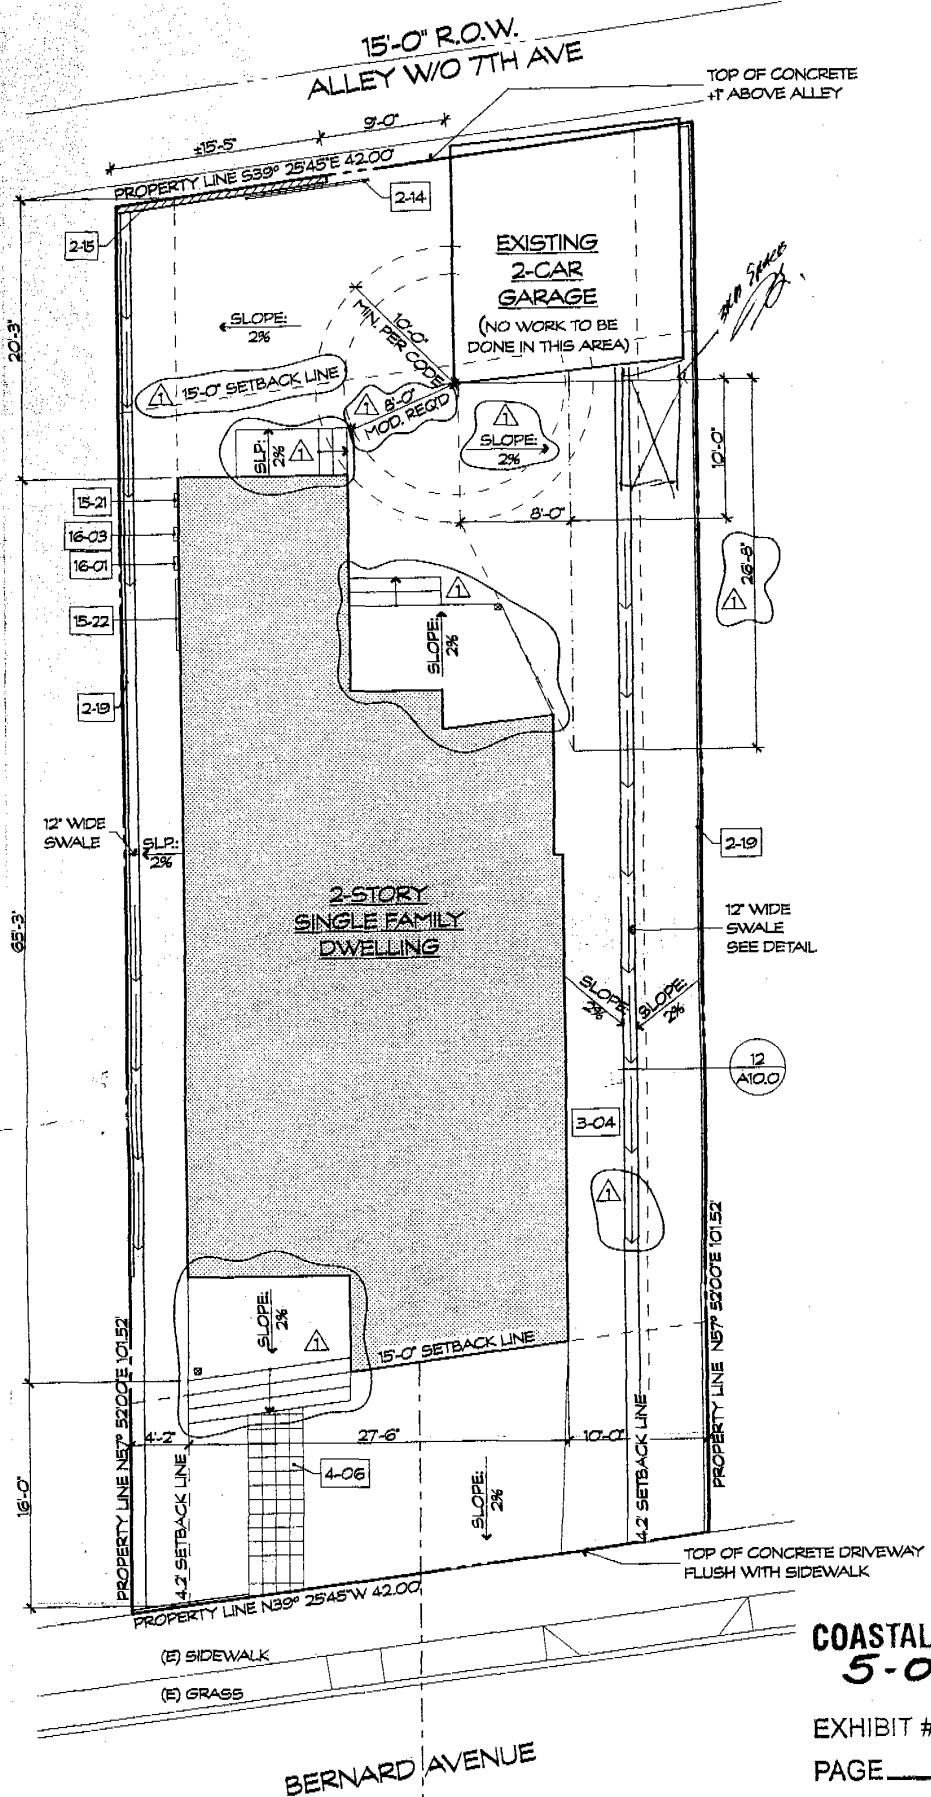 15'-0" R.O.W.
ALLEY W/O 7TH AVE
TOP OF CONCRETE
+1" ABOVE ALLEY
9'-0"
±15'-5"
PROPERTY LINE S39° 25'45"E 42.00'
2-14
2-15
EXISTING
2-CAR
GARAGE
(NO WORK TO BE
DONE IN THIS AREA)
SLOPE:
2%
10'-0"
MIN. PER CODE
20'-3"
1
15'-0" SETBACK LINE
1
8'-0"
MOD. REQ'D
1
SLOPE:
2%
SLP.:
2%
1
10'-0"
8'-0"
26'-8"
1
15-21
16-03
16-01
15-22
1
SLOPE:
2%
2-19
12" WIDE
SWALE
SLP.:
2%
2-19
2-STORY
SINGLE FAMILY
DWELLING
12" WIDE
SWALE
SEE DETAIL
65'-3"
SLOPE
2%
SLOPE:
2%
12
A10.0
3-04
1
PROPERTY LINE N57° 52'00"E 101.52'
SLOPE:
2%
1
15'-0" SETBACK LINE
PROPERTY LINE N57° 52'00"E 101.52'
4'-2"
27'-6"
10'-0"
4.2' SETBACK LINE
4.2' SETBACK LINE
4-06
SLOPE:
2%
16'-0"
TOP OF CONCRETE DRIVEWAY
FLUSH WITH SIDEWALK
PROPERTY LINE N39° 25'45"W 42.00'
(E) SIDEWALK
(E) GRASS
COASTAL
5-0
EXHIBIT #
PAGE
BERNARD AVENUE